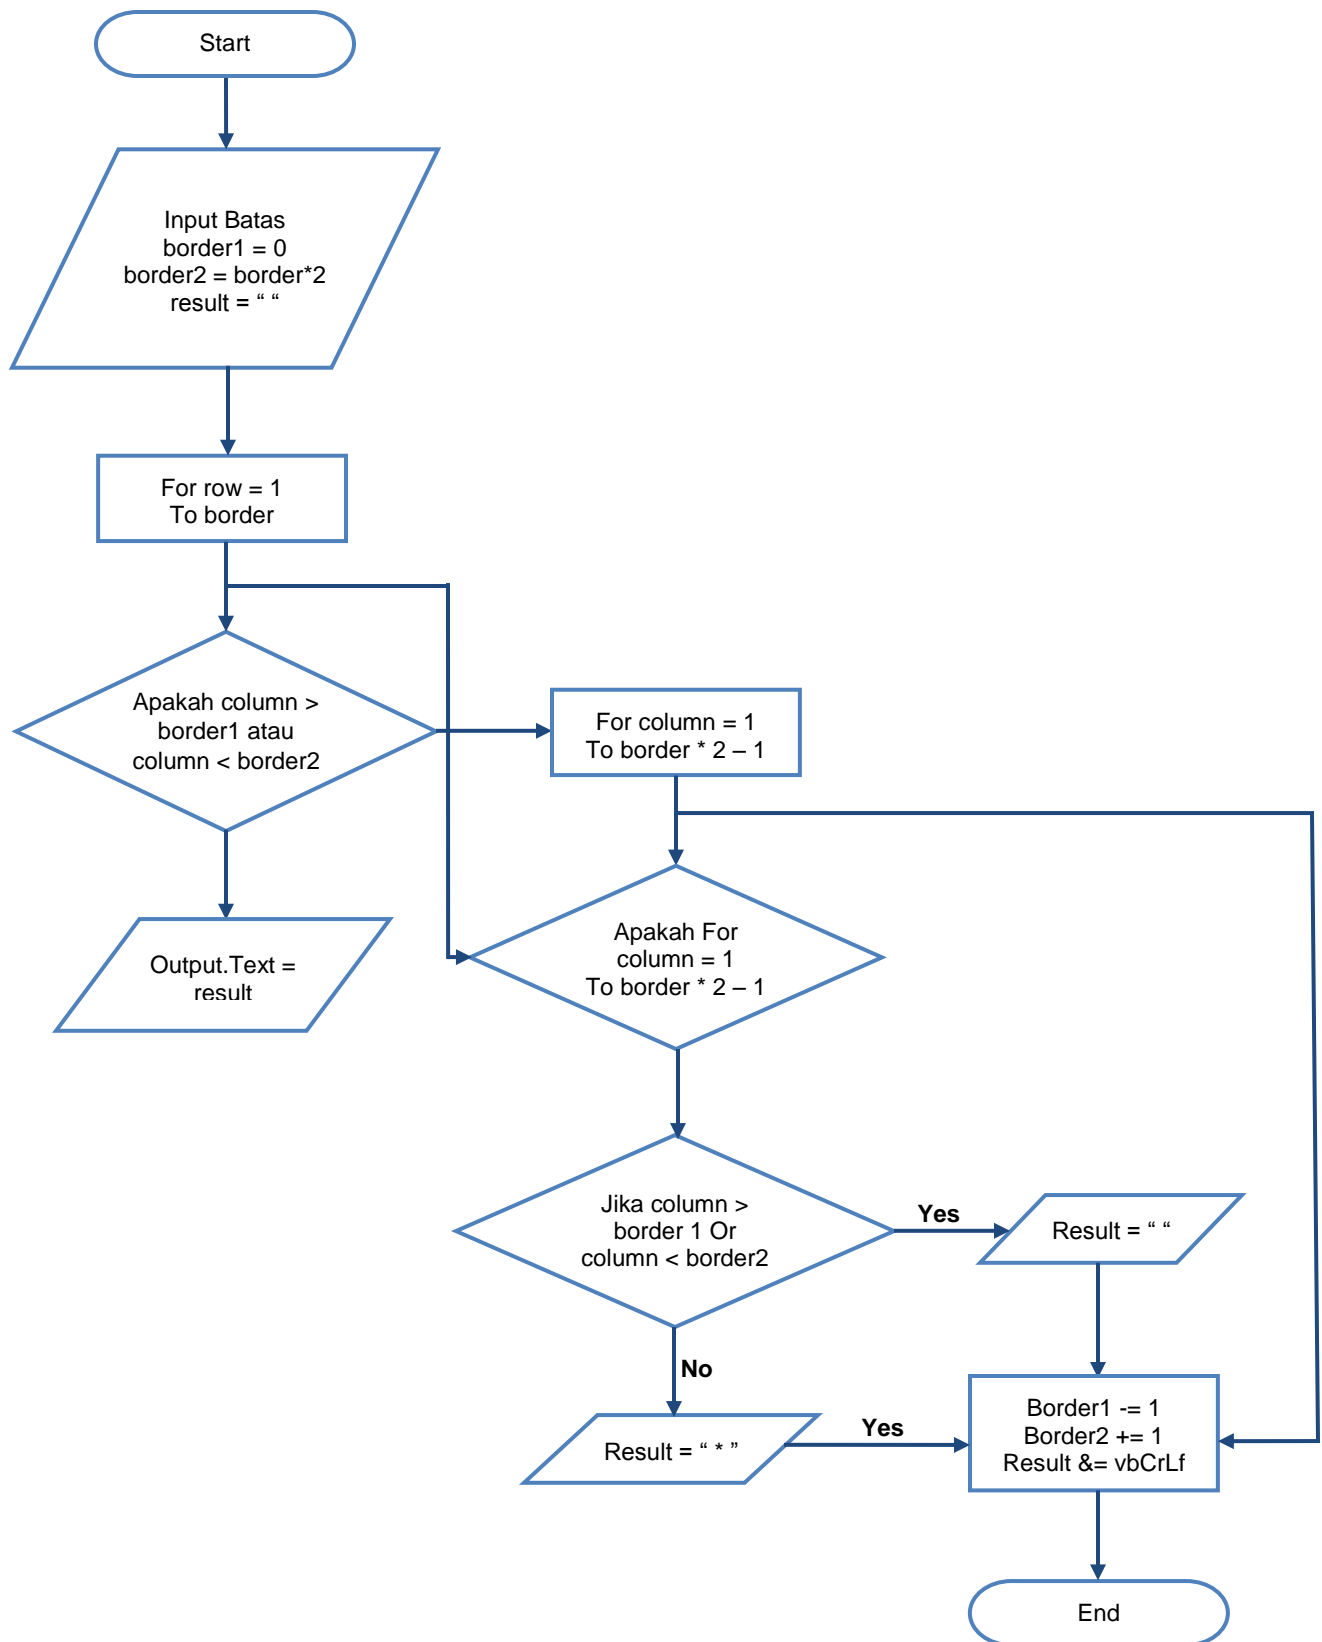 Start
Input Batas
border1 = 0
border2 = border*2
result = “ “
For row = 1
To border
Apakah column >
border1 atau
column < border2
For column = 1
To border * 2 – 1
Output.Text =
result
Apakah For
column = 1
To border * 2 – 1
Jika column >
border 1 Or
column < border2
Yes
Result = “ “
No
Result = “ * ”
Yes
Border1 -= 1
Border2 += 1
Result &= vbCrLf
End